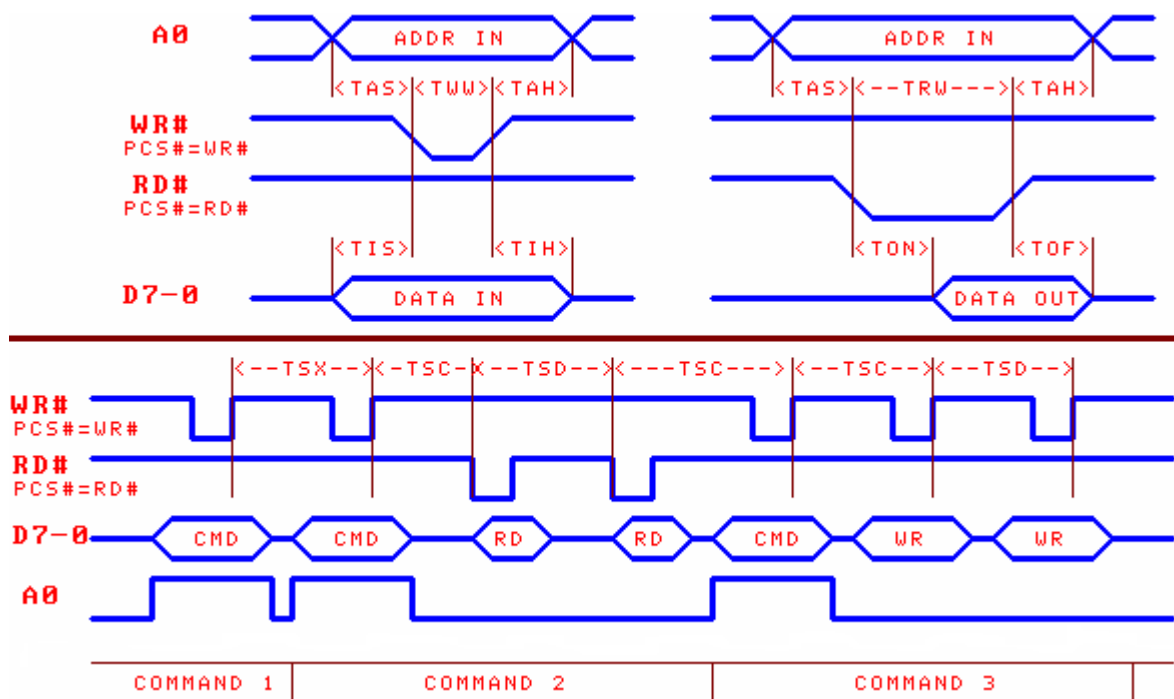 A0 ADDR IN ADDR IN
<TAS><TWW><TAH> <TAS><--TRW---><TAH>
WR#
PCS#=WR#
RD#
PCS#=RD#
<TIS> <TIH> <TON> <TOF>
D7-0 DATA IN DATA OUT
<--TSX--><-TSC-X--TSD--><---TSC---><--TSC--><--TSD-->
WR#
PCS#=WR#
RD#
PCS#=RD#
D7-0 CMD CMD RD RD CMD WR WR
A0
COMMAND 1 COMMAND 2 COMMAND 3